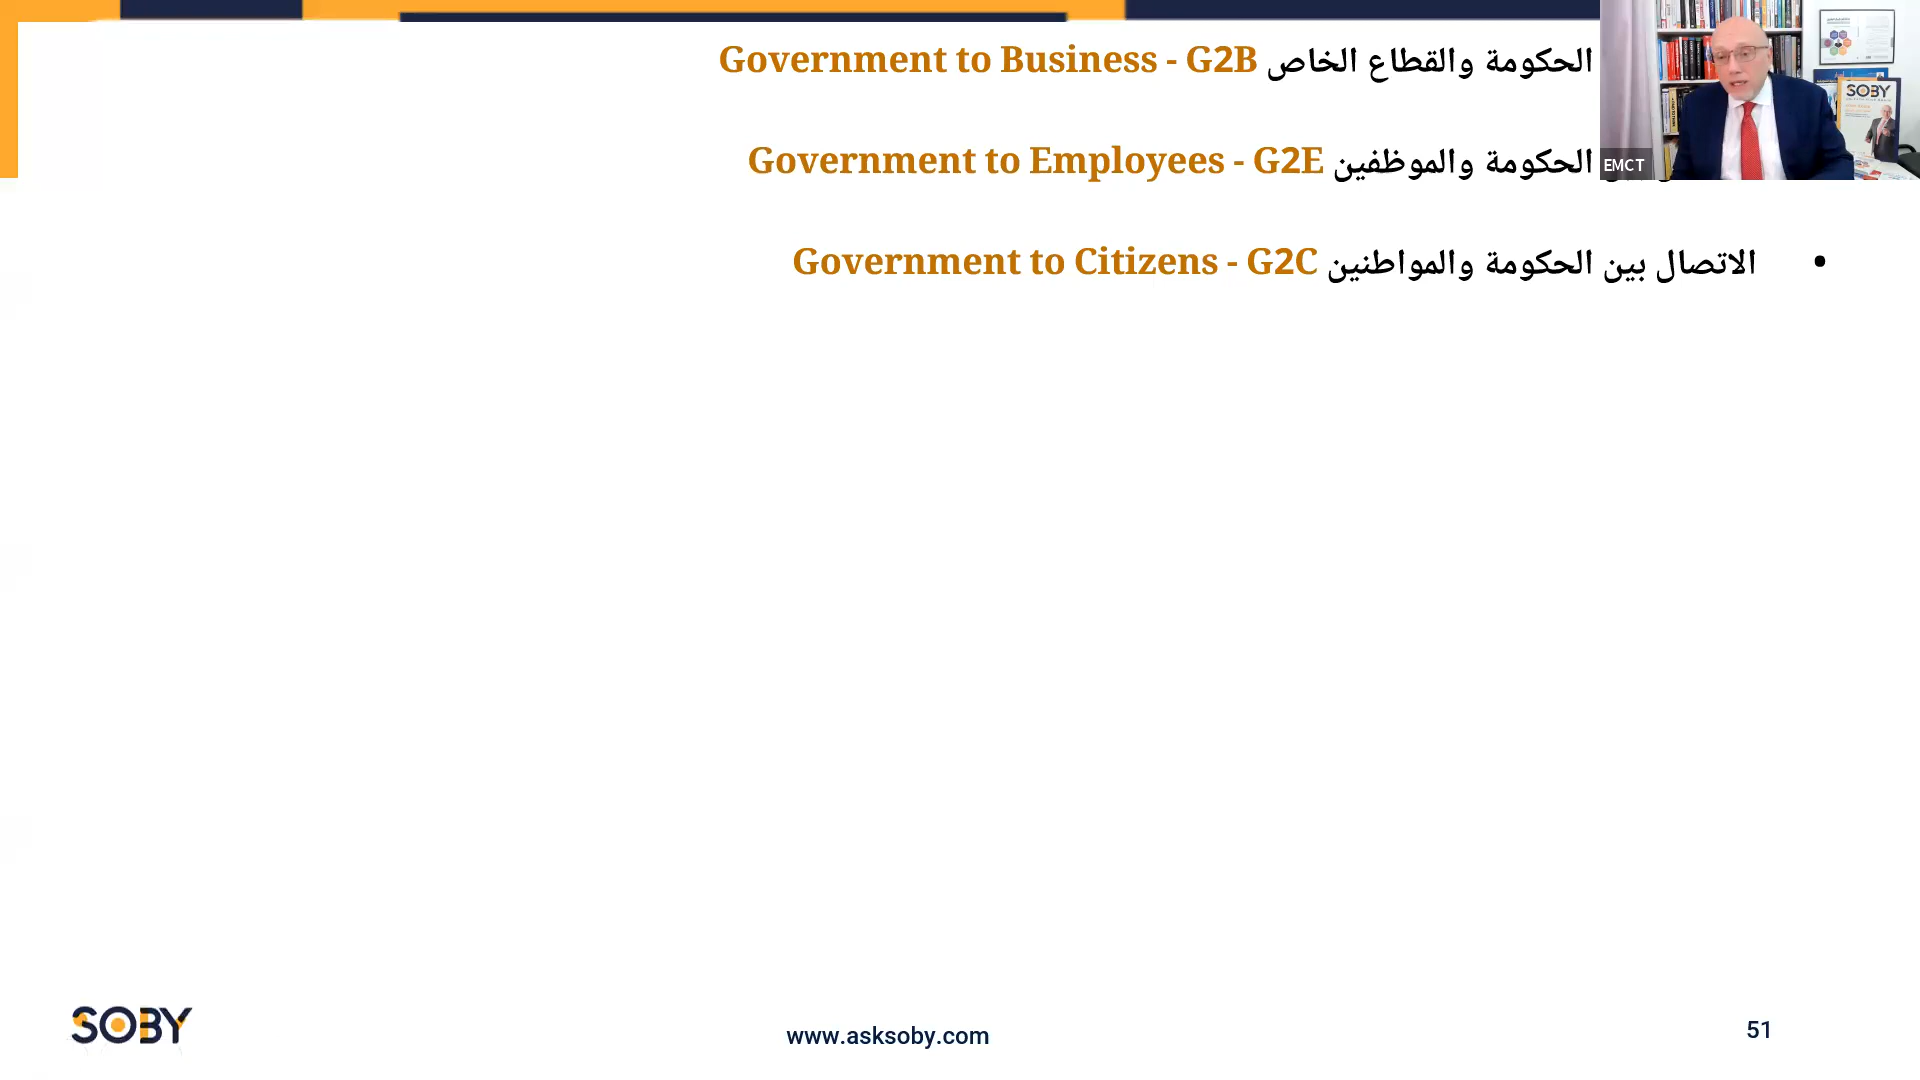 الحكومة والقطاع الخاص Government to Business - G2B
الحكومة والموظفين Government to Employees - G2E
• الاتصال بين الحكومة والمواطنين Government to Citizens - G2C
EMCT
SOBY
SOBY
www.asksoby.com
51